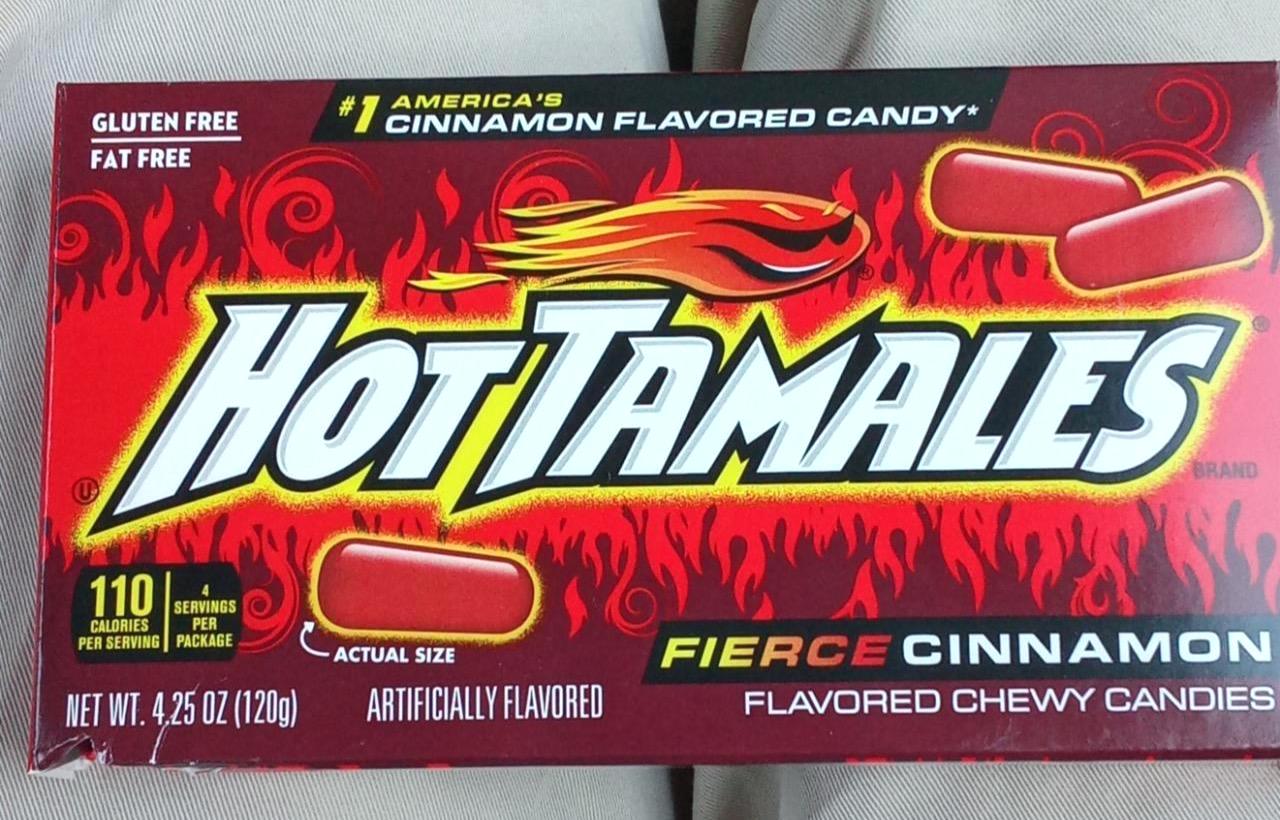 GLUTEN FREE
FAT FREE
#1 AMERICA'S
CINNAMON FLAVORED CANDY*
®
HOT TAMALES
®
BRAND
U
110
CALORIES
PER SERVING
4
SERVINGS
PER
PACKAGE
ACTUAL SIZE
FIERCE CINNAMON
FLAVORED CHEWY CANDIES
NET WT. 4.25 OZ (120g)
ARTIFICIALLY FLAVORED